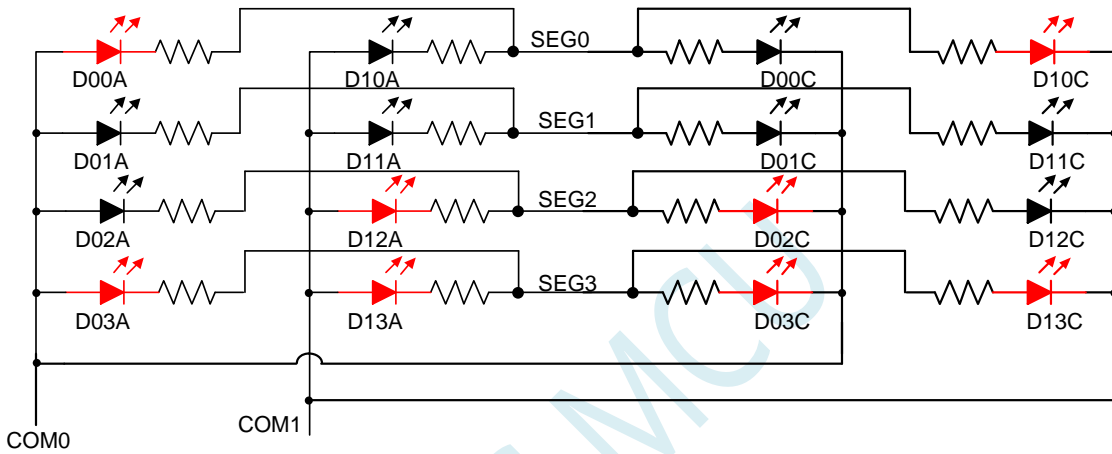 SEG0
D00A
D10A
D00C
D10C
SEG1
D01A
D11A
D01C
D11C
SEG2
D02A
D12A
D02C
D12C
SEG3
D03A
D13A
D03C
D13C
COM0
COM1
MCU